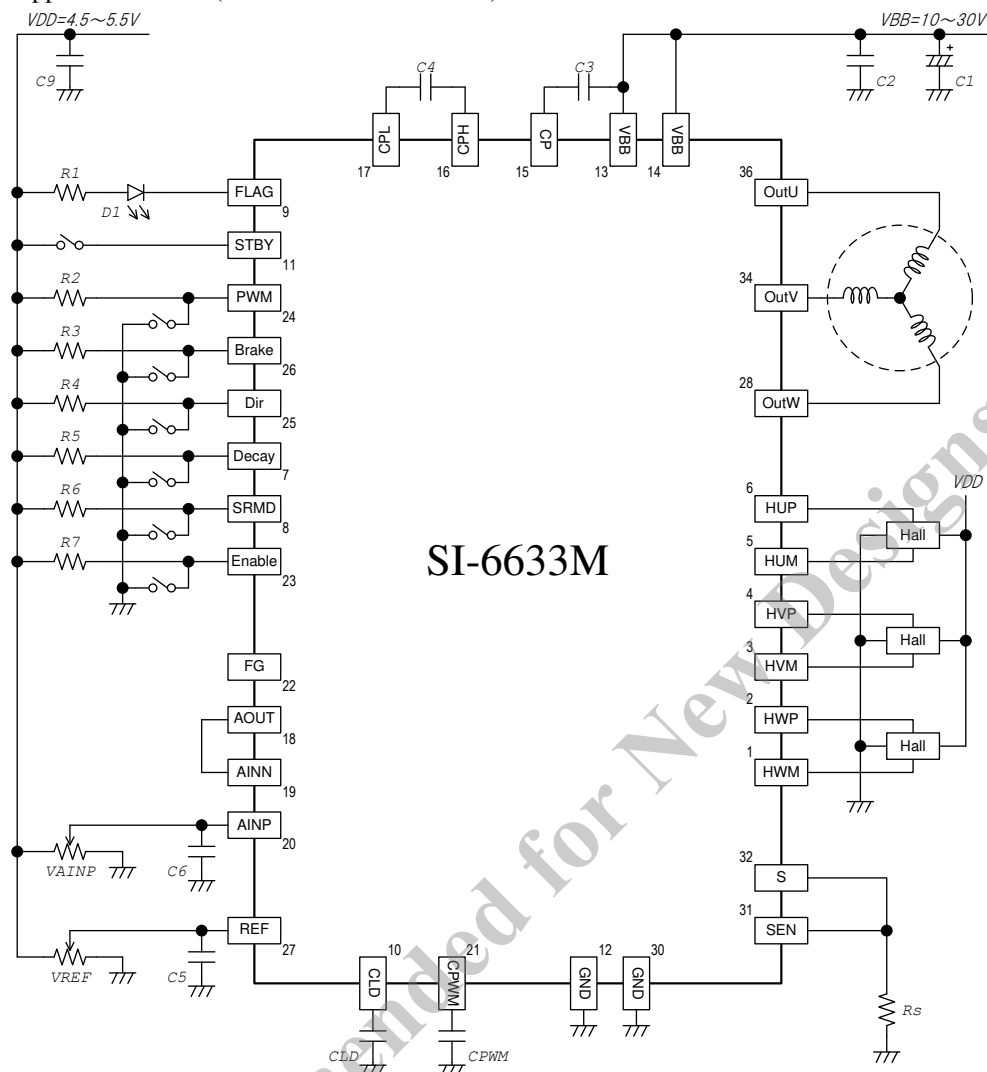 VDD=4.5～5.5V
VBB=10～30V
C9
C4
C3
C2
+
C1
CPL
CPH
CP
VBB
VBB
17
16
15
13
14
R1
D1
FLAG
9
STBY
11
R2
PWM
24
R3
Brake
26
R4
Dir
25
R5
Decay
7
R6
SRMD
8
R7
Enable
23
FG
22
AOUT
18
AINN
19
AINP
20
VAINP
C6
REF
27
VREF
C5
SI-6633M
36
OutU
34
OutV
28
OutW
VDD
6
HUP
Hall
5
HUM
4
HVP
Hall
3
HVM
2
HWP
Hall
1
HWM
32
S
31
SEN
Rs
10
21
12
30
CLD
CPWM
GND
GND
CLD
CPWM
for New Designs